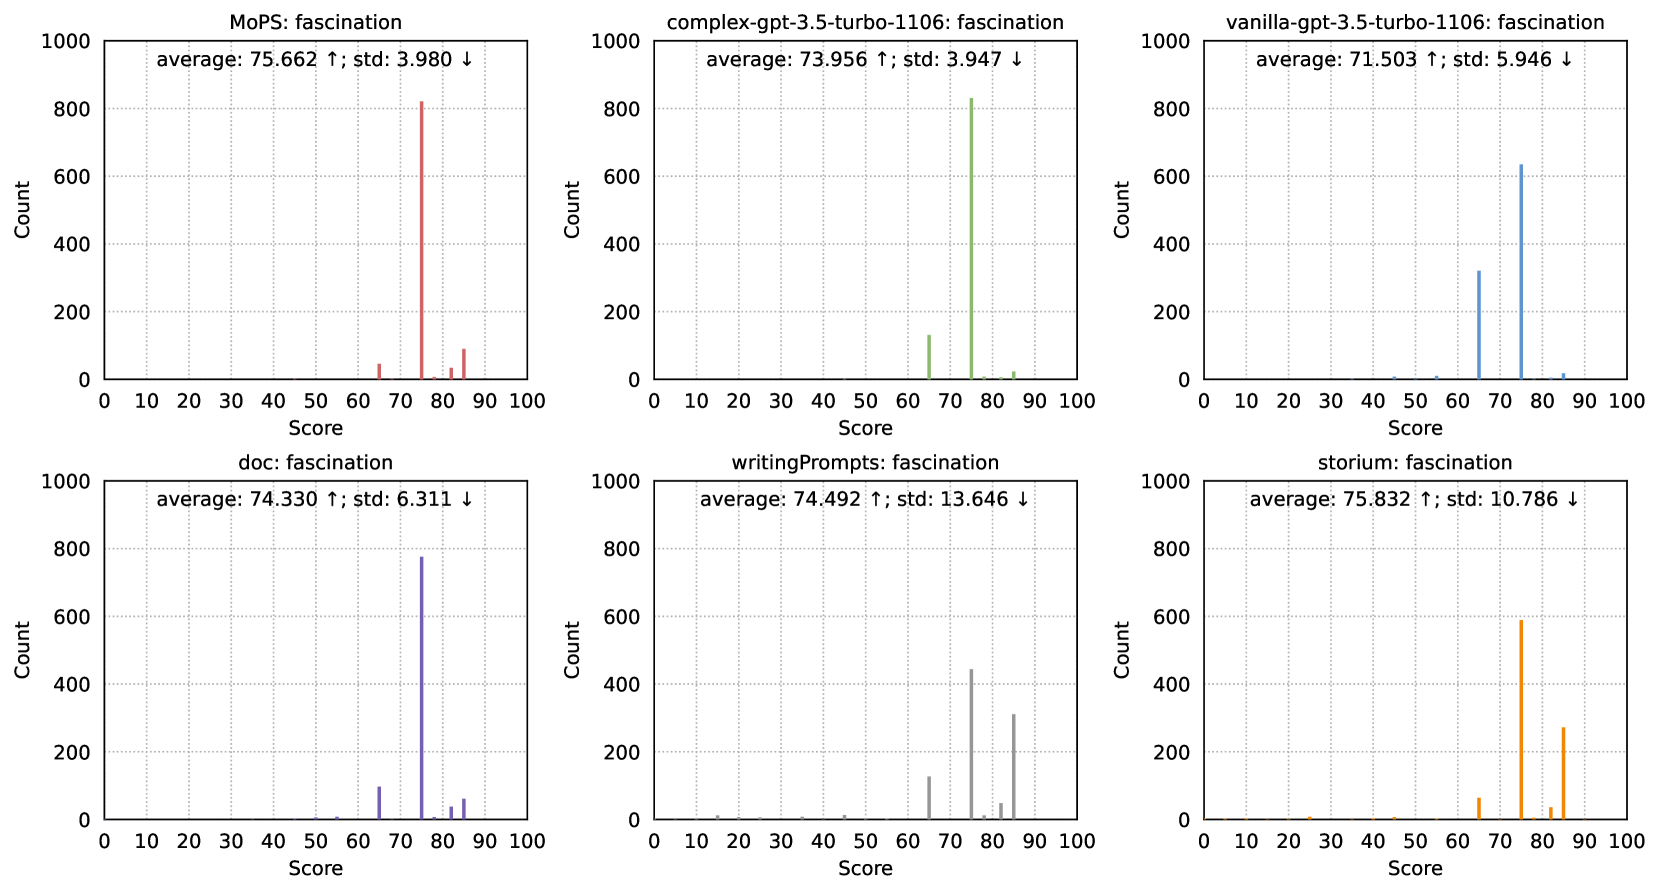 MoPS: fascination
average: 75.662 ↑; std: 3.980 ↓
1000
800
600
400
200
0
Count
0 10 20 30 40 50 60 70 80 90 100
Score
complex-gpt-3.5-turbo-1106: fascination
average: 73.956 ↑; std: 3.947 ↓
1000
800
600
400
200
0
Count
0 10 20 30 40 50 60 70 80 90 100
Score
vanilla-gpt-3.5-turbo-1106: fascination
average: 71.503 ↑; std: 5.946 ↓
1000
800
600
400
200
0
Count
0 10 20 30 40 50 60 70 80 90 100
Score
doc: fascination
average: 74.330 ↑; std: 6.311 ↓
1000
800
600
400
200
0
Count
0 10 20 30 40 50 60 70 80 90 100
Score
writingPrompts: fascination
average: 74.492 ↑; std: 13.646 ↓
1000
800
600
400
200
0
Count
0 10 20 30 40 50 60 70 80 90 100
Score
storium: fascination
average: 75.832 ↑; std: 10.786 ↓
1000
800
600
400
200
0
Count
0 10 20 30 40 50 60 70 80 90 100
Score